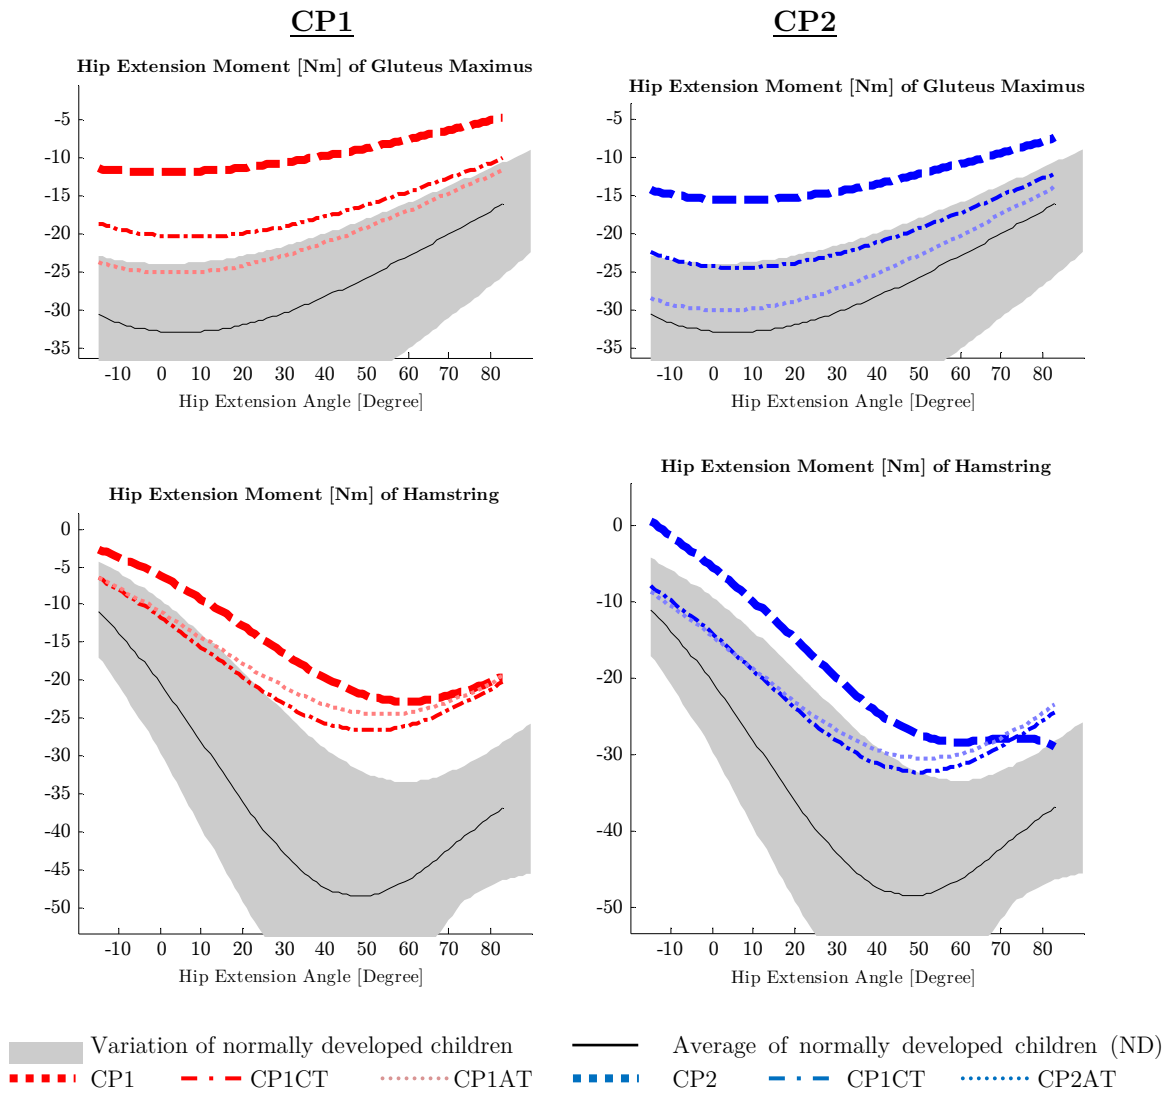 CP1
CP2
Hip Extension Moment [Nm] of Gluteus Maximus
-5
-10
-15
-20
-25
-30
-35
-10 0 10 20 30 40 50 60 70 80
Hip Extension Angle [Degree]
Hip Extension Moment [Nm] of Gluteus Maximus
-5
-10
-15
-20
-25
-30
-35
-10 0 10 20 30 40 50 60 70 80
Hip Extension Angle [Degree]
Hip Extension Moment [Nm] of Hamstring
0
-5
-10
-15
-20
-25
-30
-35
-40
-45
-50
-10 0 10 20 30 40 50 60 70 80
Hip Extension Angle [Degree]
Hip Extension Moment [Nm] of Hamstring
0
-10
-20
-30
-40
-50
-10 0 10 20 30 40 50 60 70 80
Hip Extension Angle [Degree]
Variation of normally developed children
Average of normally developed children (ND)
CP1 CP1CT CP1AT CP2 CP1CT CP2AT